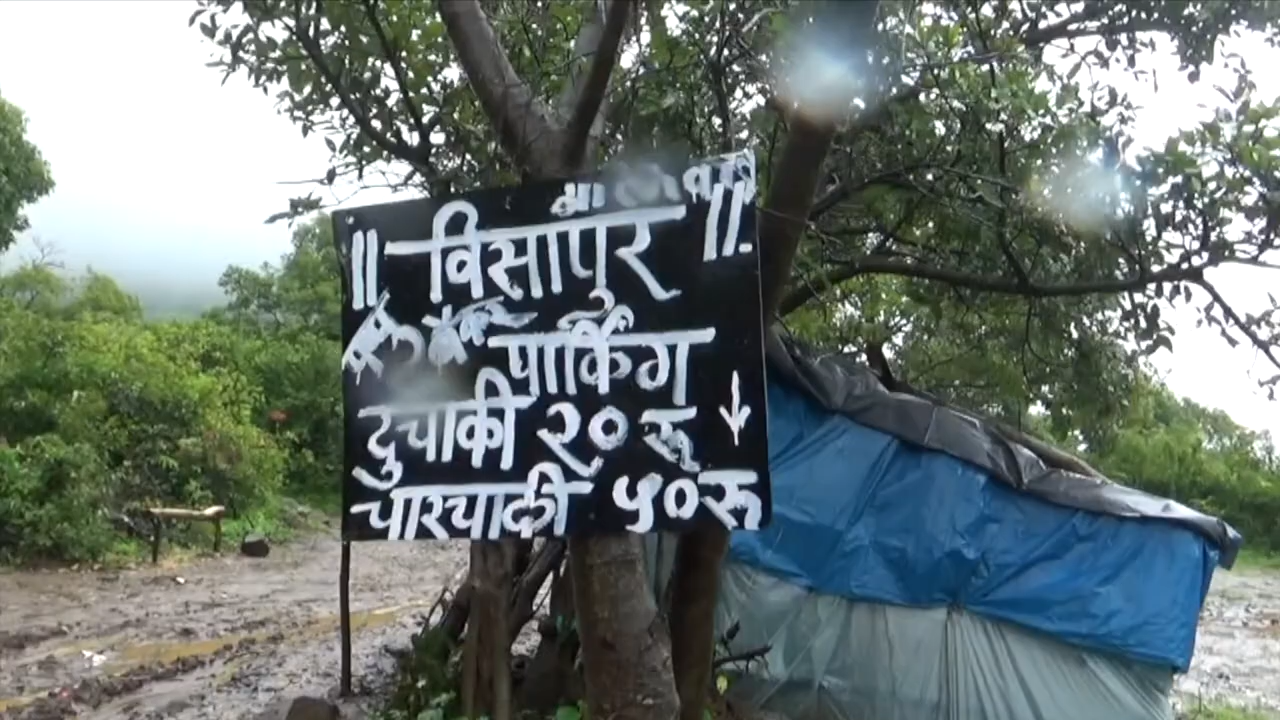 ॥ विसापुर ॥
पार्किंग
दुचाकी २० रू
चारचाकी ५० रू